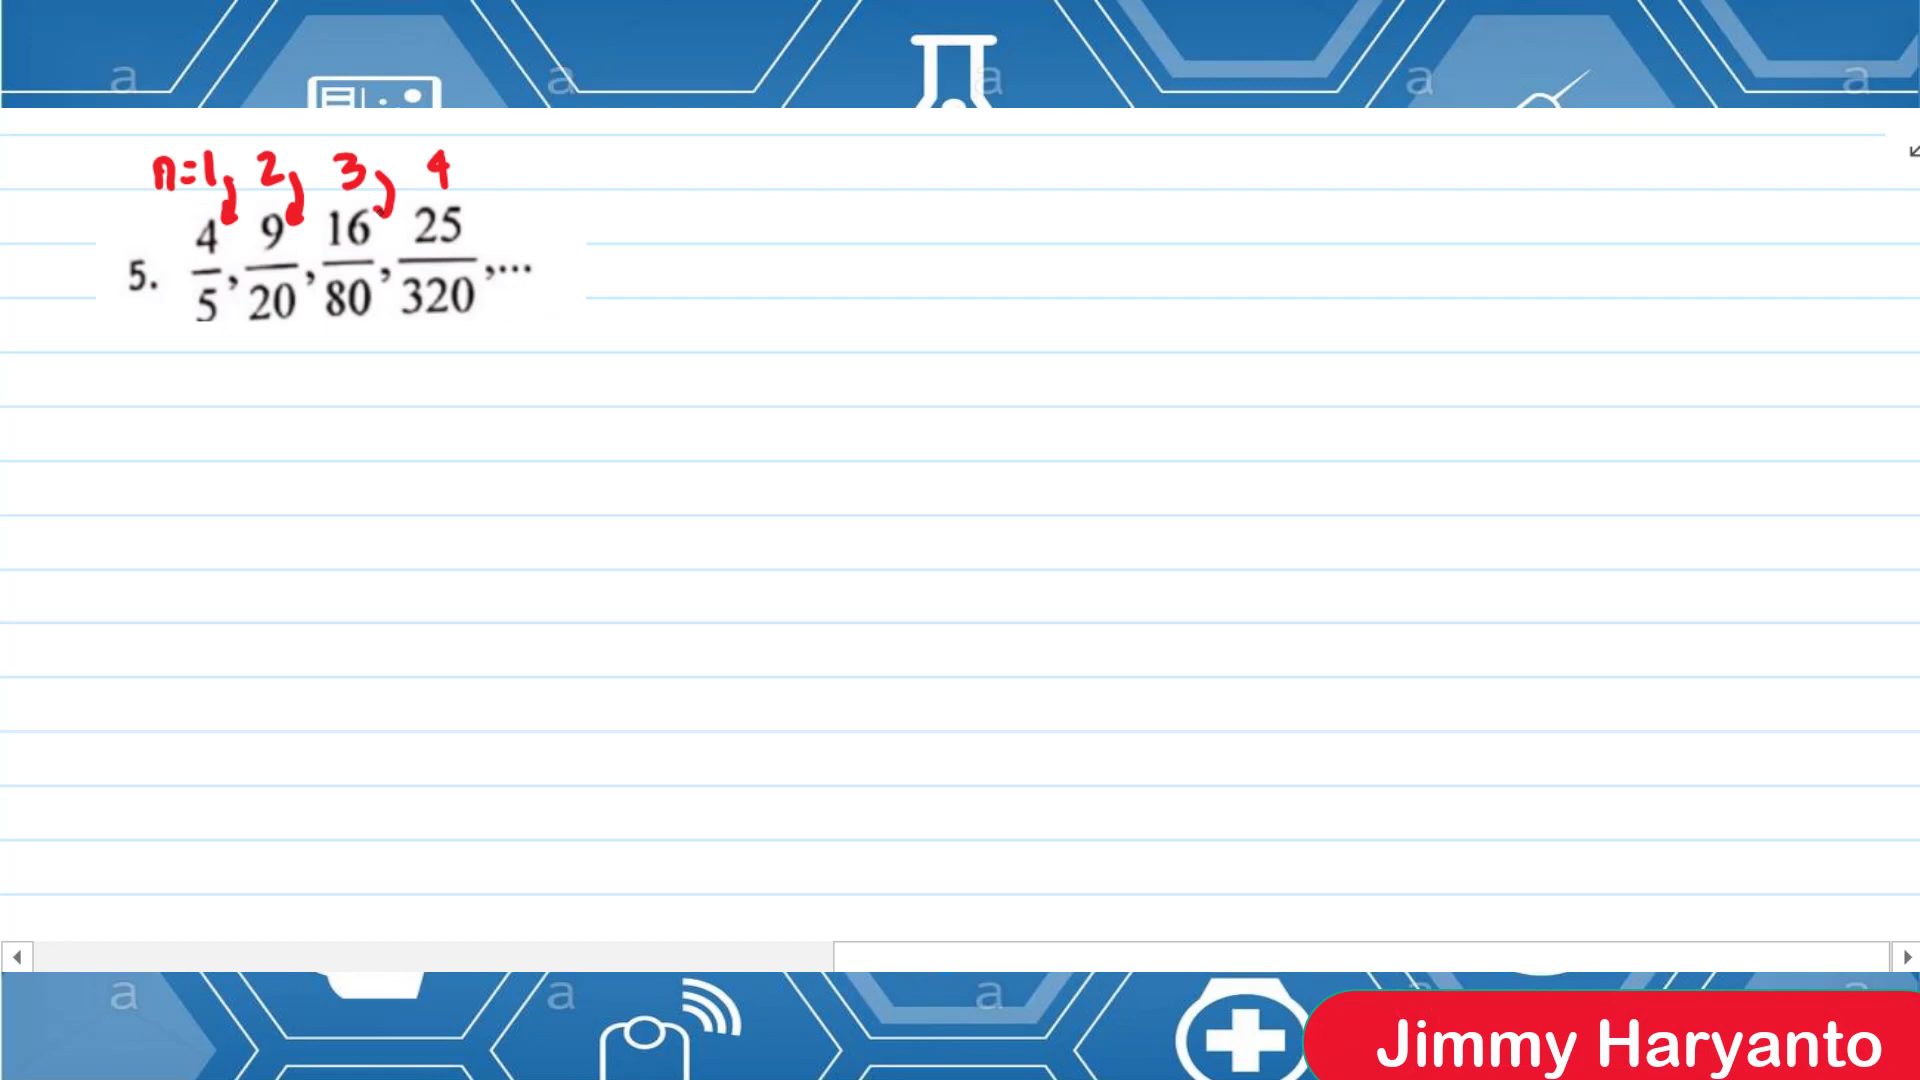 a a a a a
n=1, 2, 3, 4
5. 4/5, 9/20, 16/80, 25/320, ...
a a a
Jimmy Haryanto